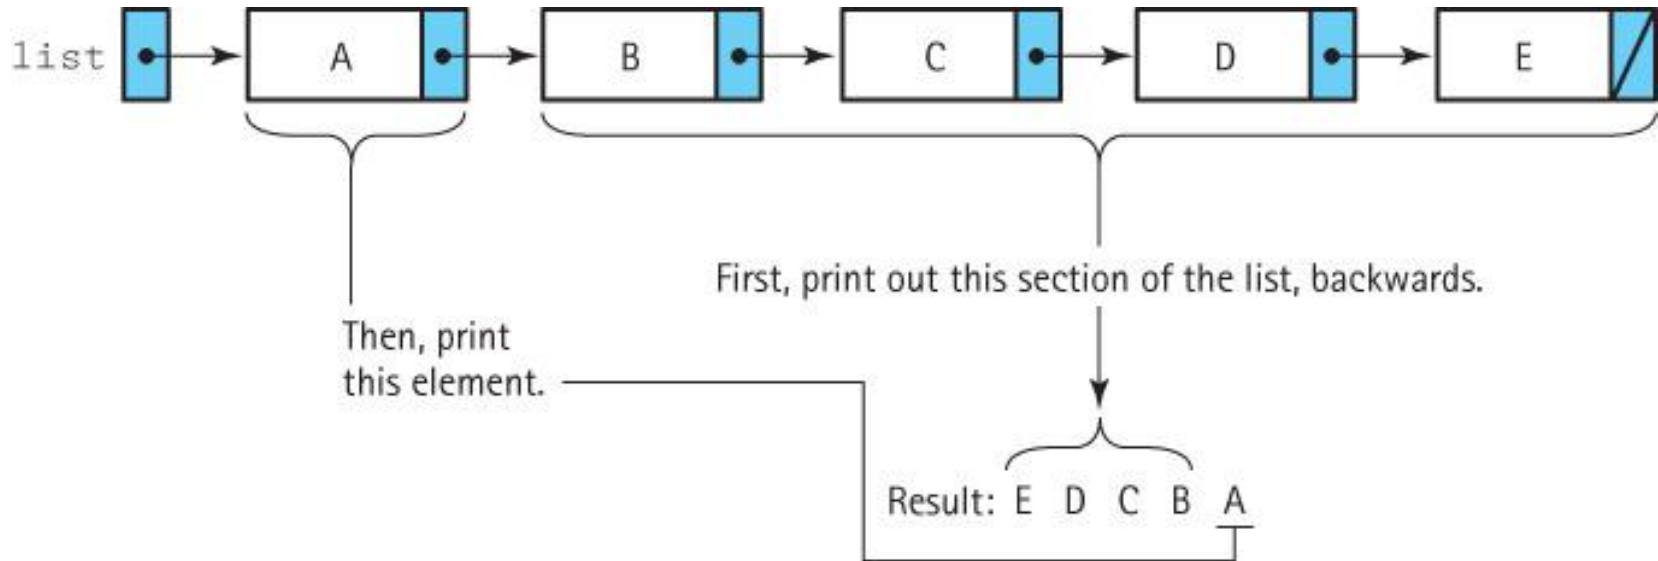 list A B C D E
First, print out this section of the list, backwards.
Then, print
this element.
Result: E D C B A